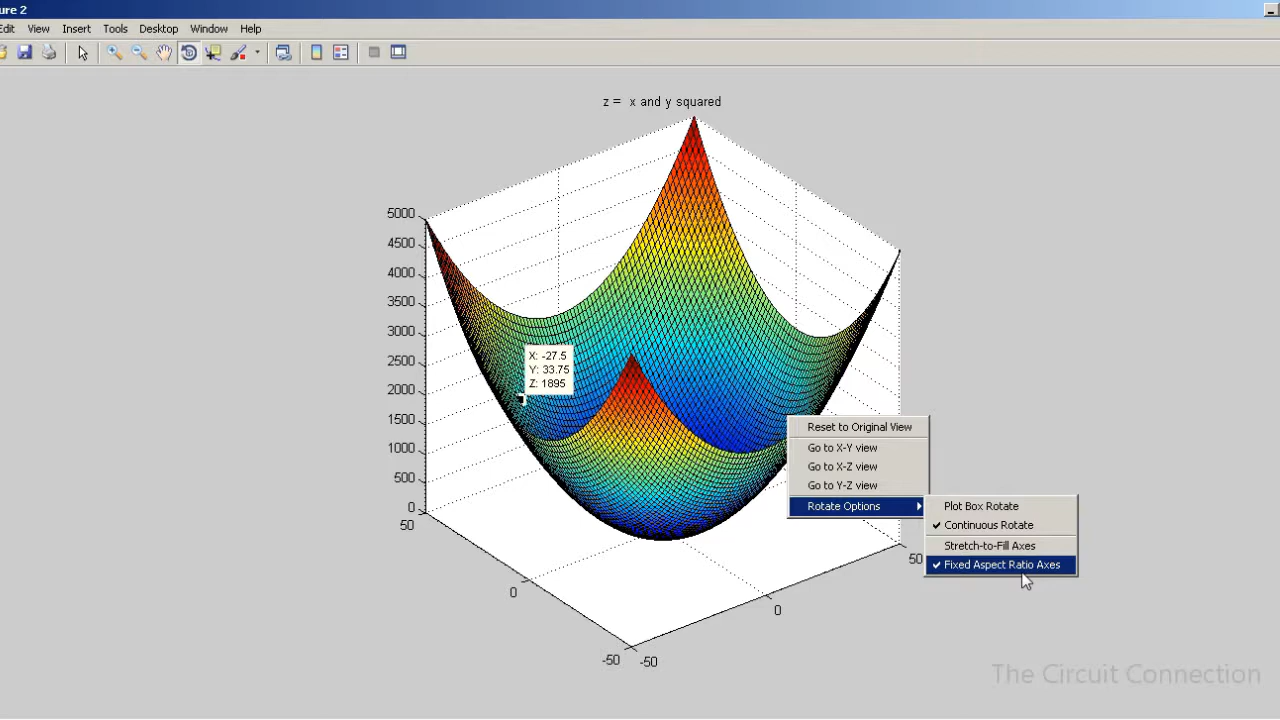 ure 2
Edit View Insert Tools Desktop Window Help
z = x and y squared
5000
4500
4000
3500
3000
2500
2000
1500
1000
500
0
50
0
-50
-50
0
50
X: -27.5
Y: 33.75
Z: 1895
Reset to Original View
Go to X-Y view
Go to X-Z view
Go to Y-Z view
Rotate Options
Plot Box Rotate
Continuous Rotate
Stretch-to-Fill Axes
Fixed Aspect Ratio Axes
The Circuit Connection